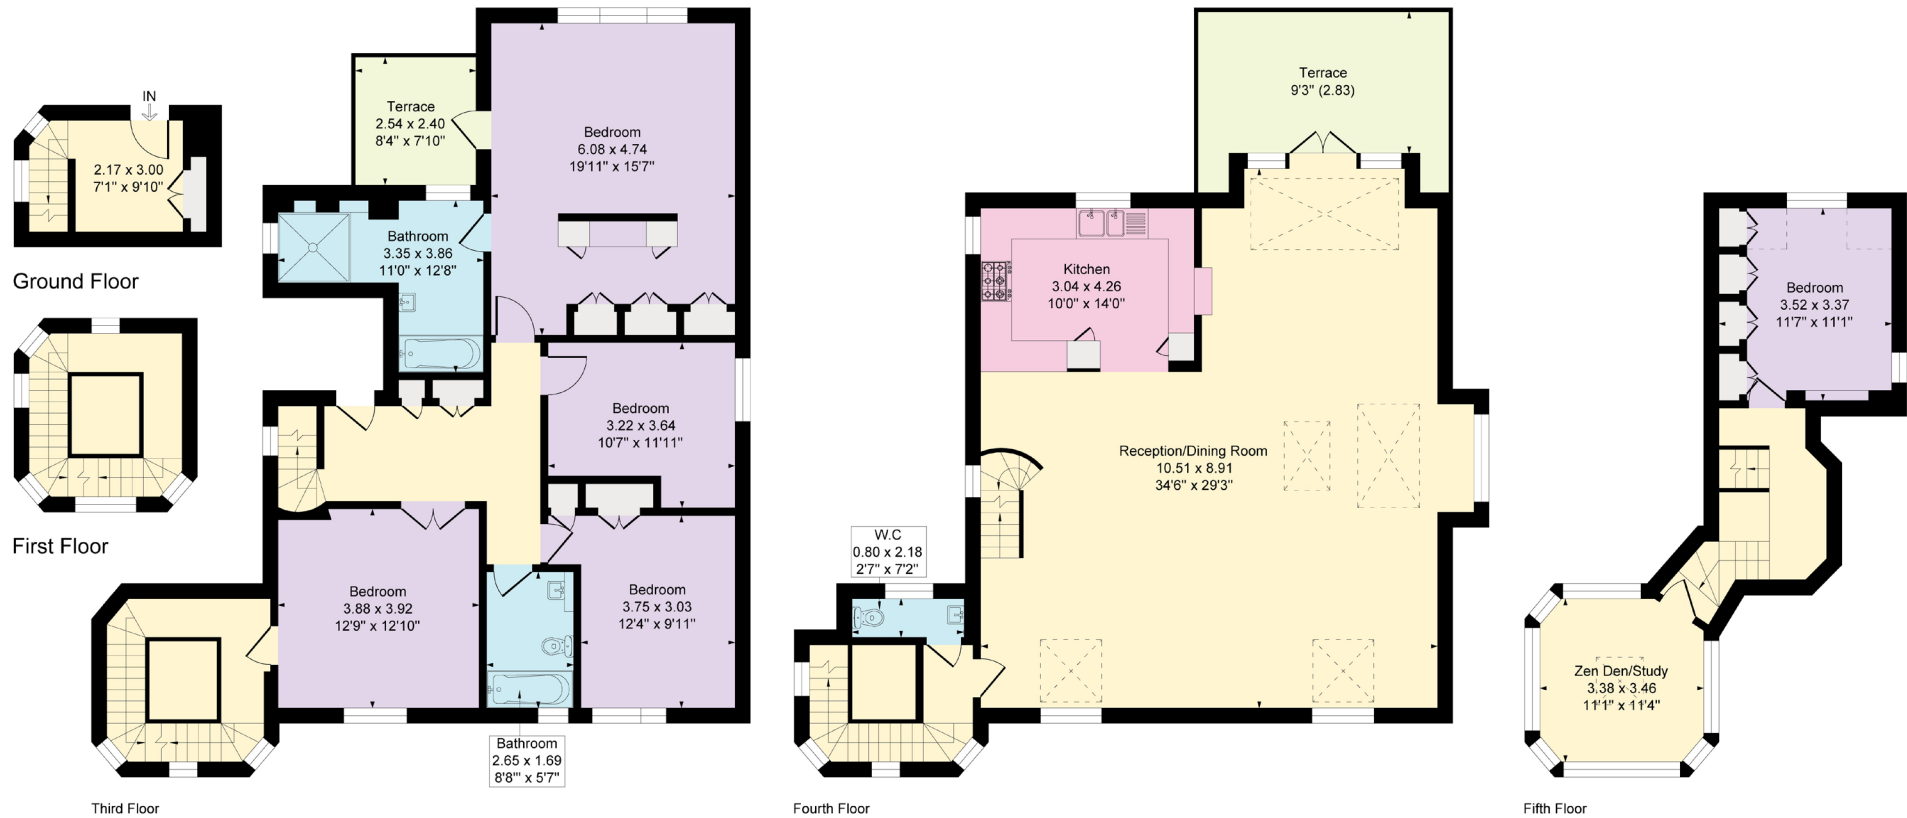 IN
2.17 x 3.00
7'1" x 9'10"
Ground Floor
First Floor
Terrace
2.54 x 2.40
8'4" x 7'10"
Bedroom
6.08 x 4.74
19'11" x 15'7"
Bathroom
3.35 x 3.86
11'0" x 12'8"
Bedroom
3.22 x 3.64
10'7" x 11'11"
Bedroom
3.88 x 3.92
12'9" x 12'10"
Bedroom
3.75 x 3.03
12'4" x 9'11"
Bathroom
2.65 x 1.69
8'8'" x 5'7"
Third Floor
Terrace
9'3" (2.83)
Kitchen
3.04 x 4.26
10'0" x 14'0"
Reception/Dining Room
10.51 x 8.91
34'6" x 29'3"
W.C
0.80 x 2.18
2'7" x 7'2"
Fourth Floor
Bedroom
3.52 x 3.37
11'7" x 11'1"
Zen Den/Study
3.38 x 3.46
11'1" x 11'4"
Fifth Floor